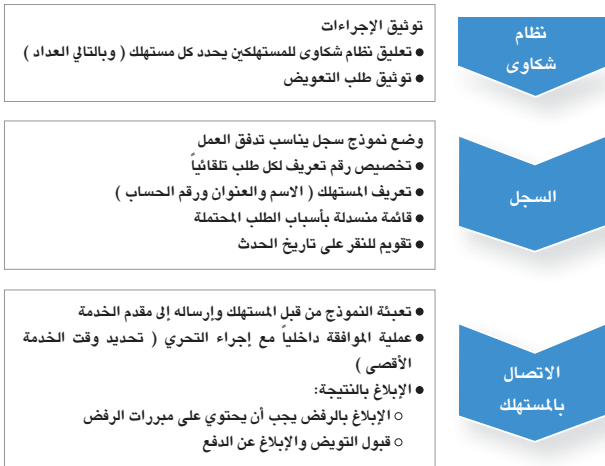 نظام
شكاوى
توثيق الإجراءات
● تعليق نظام شكاوى للمستهلكين يحدد كل مستهلك ( وبالتالي العداد )
● توثيق طلب التعويض
السجل
وضع نموذج سجل يناسب تدفق العمل
● تخصيص رقم تعريف لكل طلب تلقائياً
● تعريف المستهلك ( الاسم والعنوان ورقم الحساب )
● قائمة منسدلة بأسباب الطلب المحتملة
● تقويم للنقر على تاريخ الحدث
الاتصال
بالمستهلك
● تعبئة النموذج من قبل المستهلك وإرساله إلى مقدم الخدمة
● عملية الموافقة داخلياً مع إجراء التحري ( تحديد وقت الخدمة
الأقصى )
● الإبلاغ بالنتيجة:
○ الإبلاغ بالرفض يجب أن يحتوي على مبررات الرفض
○ قبول التويض والإبلاغ عن الدفع